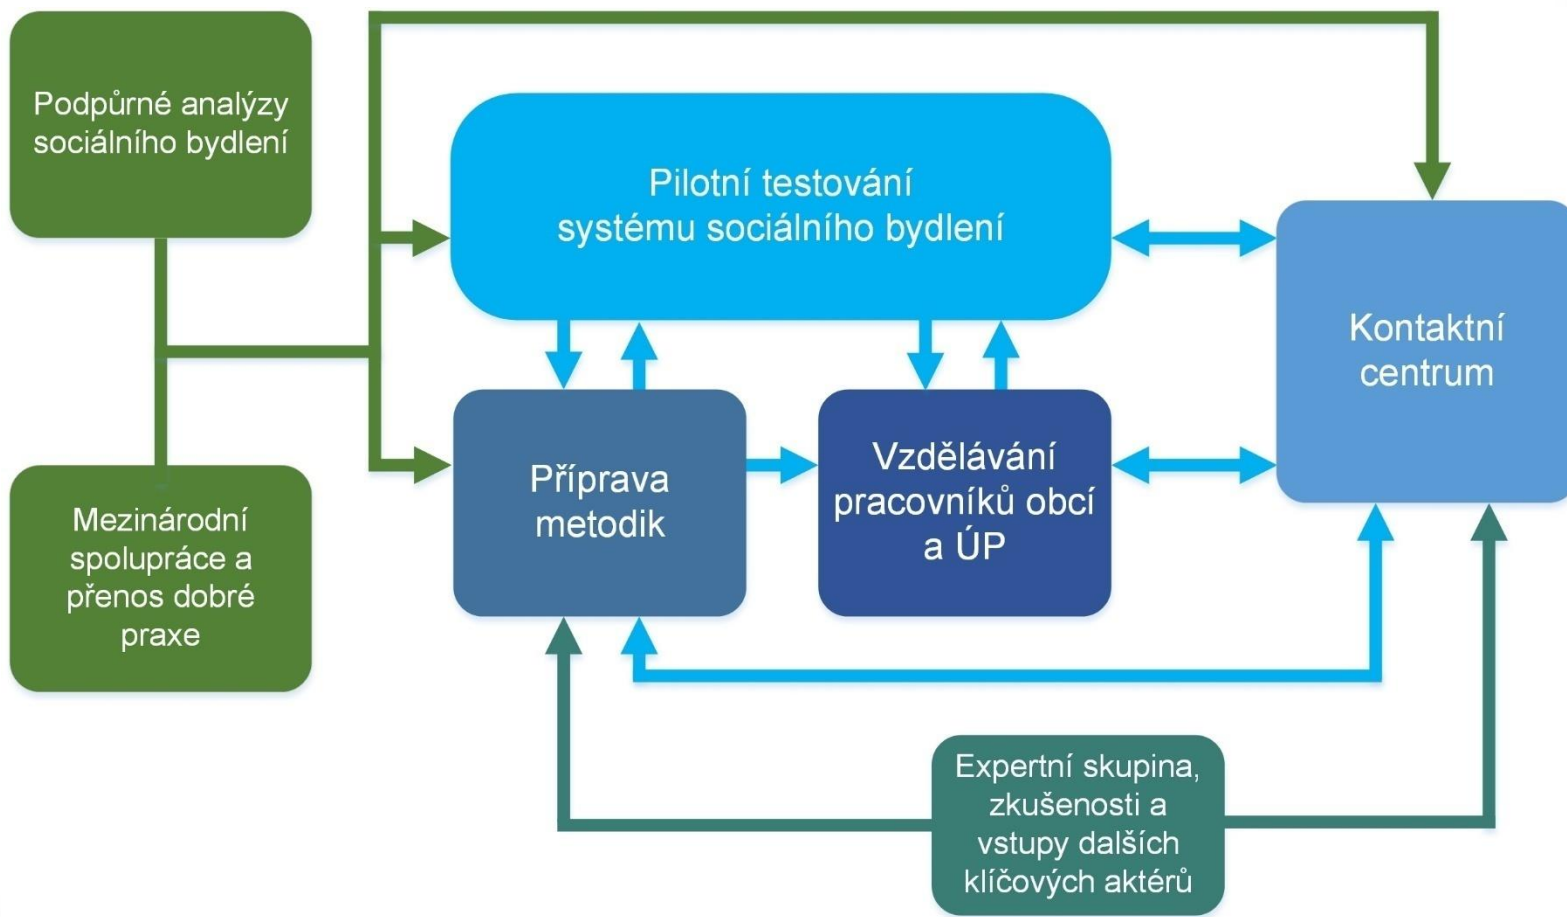 Podpůrné analýzy
sociálního bydlení
Pilotní testování
systému sociálního bydlení
Kontaktní
centrum
Příprava
metodik
Vzdělávání
pracovníků obcí
a ÚP
Mezinárodní
spolupráce a
přenos dobré
praxe
Expertní skupina,
zkušenosti a
vstupy dalších
klíčových aktérů